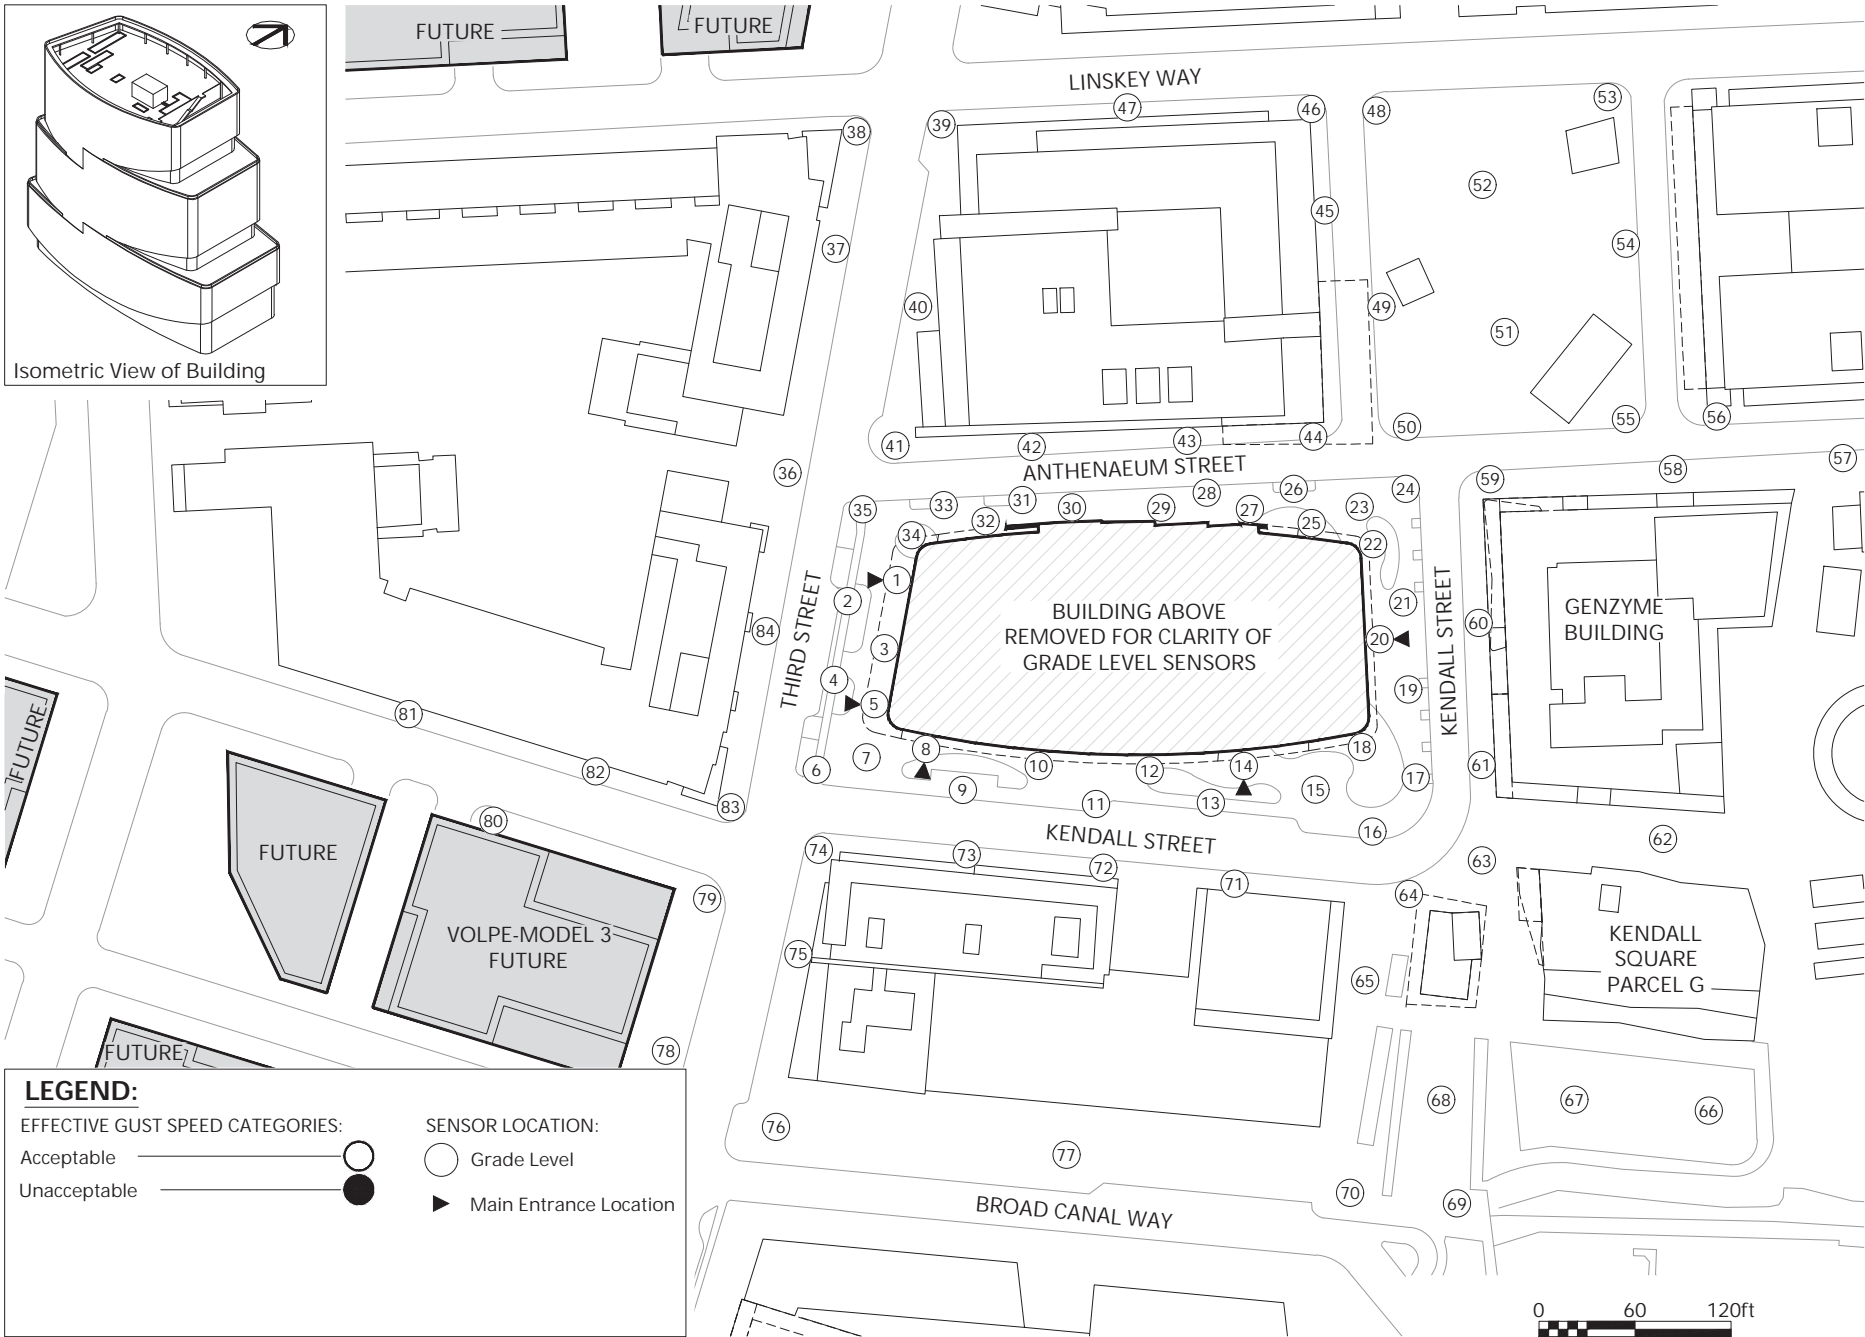 FUTURE
FUTURE
Isometric View of Building
LINSKEY WAY
38
39
47
46
48
53
52
37
45
54
40
49
51
41
42
43
44
50
55
56
ANTHENAEUM STREET
36
57
58
59
35
33
31
30
29
28
27
26
25
24
23
22
34
32
1
2
3
4
5
6
7
8
9
10
11
12
13
14
15
16
17
18
19
20
21
THIRD STREET
BUILDING ABOVE
REMOVED FOR CLARITY OF
GRADE LEVEL SENSORS
KENDALL STREET
GENZYME
BUILDING
60
61
62
63
64
84
81
82
83
80
79
78
FUTURE
FUTURE
VOLPE-MODEL 3
FUTURE
FUTURE
KENDALL STREET
74
73
72
71
75
65
KENDALL
SQUARE
PARCEL G
68
67
66
76
77
70
69
BROAD CANAL WAY
LEGEND:
EFFECTIVE GUST SPEED CATEGORIES:
Acceptable
Unacceptable
SENSOR LOCATION:
Grade Level
Main Entrance Location
0 60 120ft